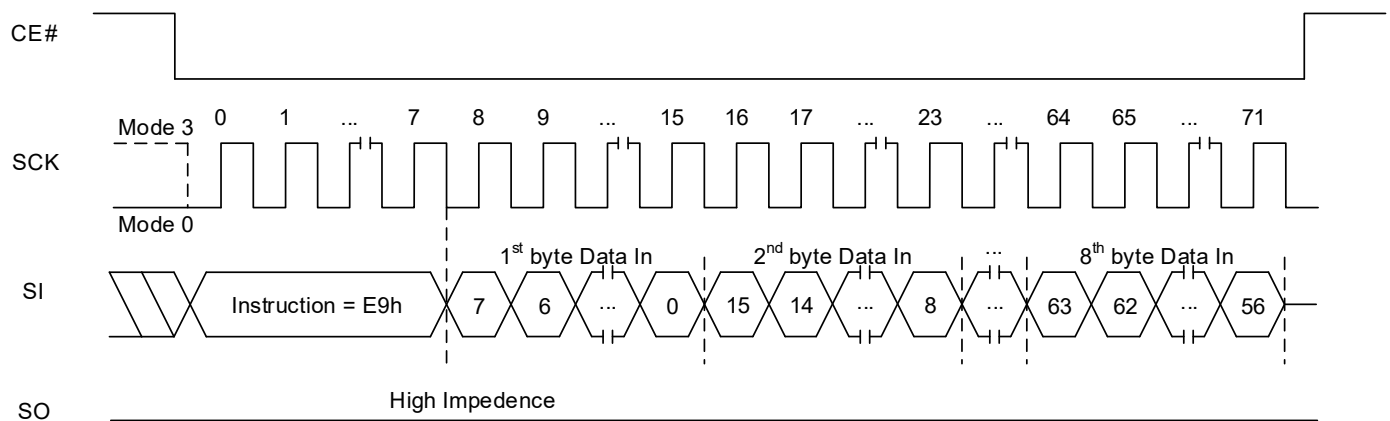 CE#
0 1 ... 7 8 9 ... 15 16 17 ... 23 ... 64 65 ... 71
Mode 3
SCK
Mode 0
1st byte Data In 2nd byte Data In ... 8th byte Data In
SI Instruction = E9h 7 6 ... 0 15 14 ... 8 ... 63 62 ... 56
High Impedence
SO